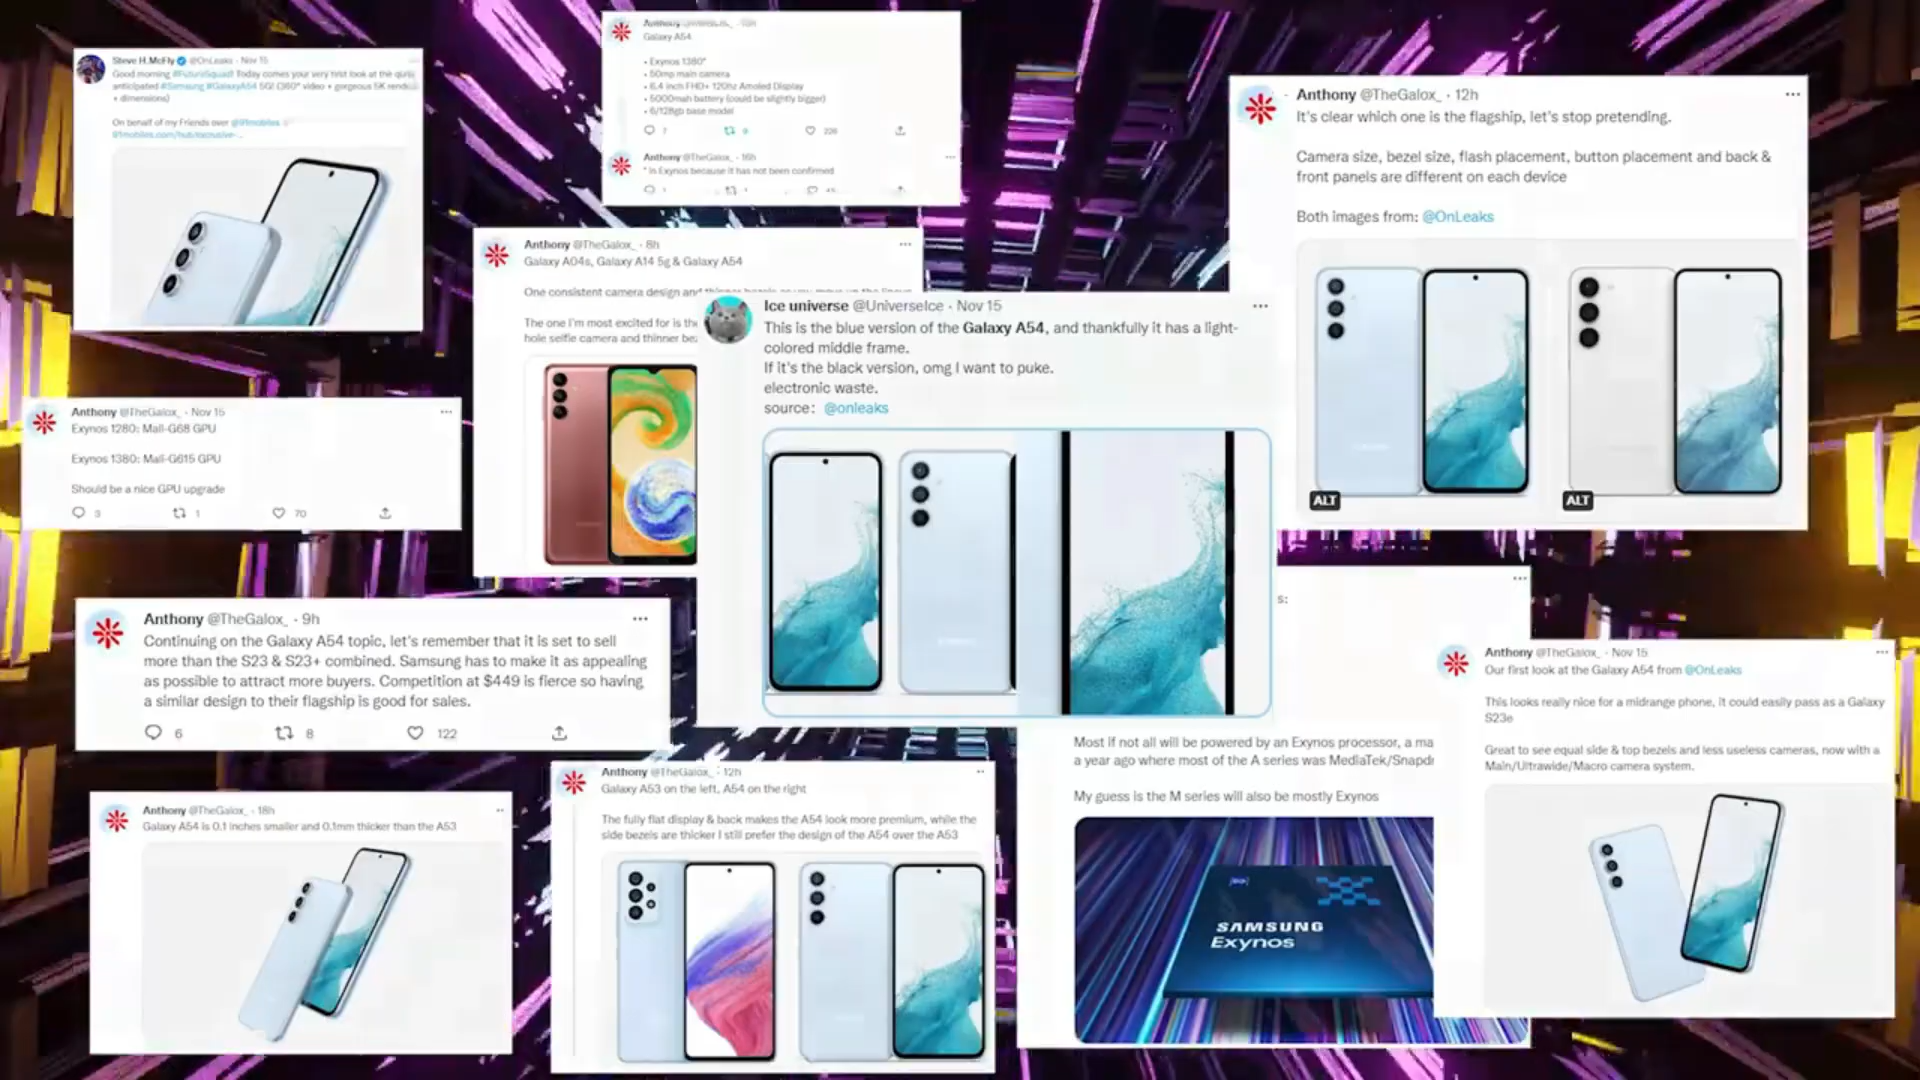 Steve H.McFly @OnLeaks · Nov 15
Good morning #FutureSquad! Today comes your very first look at the quite
anticipated #Samsung #GalaxyA54 5G! (360° video + gorgeous 5K renders
+ dimensions)
On behalf of my Friends over @91mobiles
91mobiles.com/hub/exclusive-...
Anthony
Galaxy A54
• Exynos 1380*
• 50mp main camera
• 6.4 inch FHD+ 120hz Amoled Display
• 5000mah battery (could be slightly bigger)
• 6/128gb base model
7 9 226
Anthony @TheGalox_ · 16h
* in Exynos because it has not been confirmed
1 1 43
Anthony @TheGalox_ · 12h
It's clear which one is the flagship, let's stop pretending.
Camera size, bezel size, flash placement, button placement and back &
front panels are different on each device
Both images from: @OnLeaks
ALT
ALT
Anthony @TheGalox_ · 8h
Galaxy A04s, Galaxy A14 5g & Galaxy A54
One consistent camera design and
The one I'm most excited for is the
hole selfie camera and thinner
Ice universe @UniverseIce · Nov 15
This is the blue version of the Galaxy A54, and thankfully it has a light-
colored middle frame.
If it's the black version, omg I want to puke.
electronic waste.
source: @onleaks
Anthony @TheGalox_ · Nov 15
Exynos 1280: Mali-G68 GPU
Exynos 1380: Mali-G615 GPU
Should be a nice GPU upgrade
3 1 70
Anthony @TheGalox_ · 9h
Continuing on the Galaxy A54 topic, let's remember that it is set to sell
more than the S23 & S23+ combined. Samsung has to make it as appealing
as possible to attract more buyers. Competition at $449 is fierce so having
a similar design to their flagship is good for sales.
6 8 122
s:
Most if not all will be powered by an Exynos processor, a ma
a year ago where most of the A series was MediaTek/Snapdr
My guess is the M series will also be mostly Exynos
SAMSUNG
Exynos
Anthony @TheGalox_ · Nov 15
Our first look at the Galaxy A54 from @OnLeaks
This looks really nice for a midrange phone, it could easily pass as a Galaxy
S23e
Great to see equal side & top bezels and less useless cameras, now with a
Main/Ultrawide/Macro camera system.
Anthony @TheGalox_ · 18h
Galaxy A54 is 0.1 inches smaller and 0.1mm thicker than the A53
Anthony @TheGalox_ · 12h
Galaxy A53 on the left, A54 on the right
The fully flat display & back makes the A54 look more premium, while the
side bezels are thicker I still prefer the design of the A54 over the A53